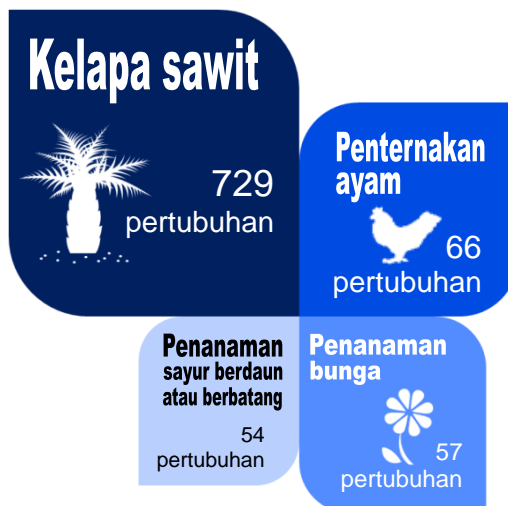 Kelapa sawit
729
pertubuhan
Penternakan
ayam
66
pertubuhan
Penanaman
sayur berdaun
atau berbatang
54
pertubuhan
Penanaman
bunga
57
pertubuhan